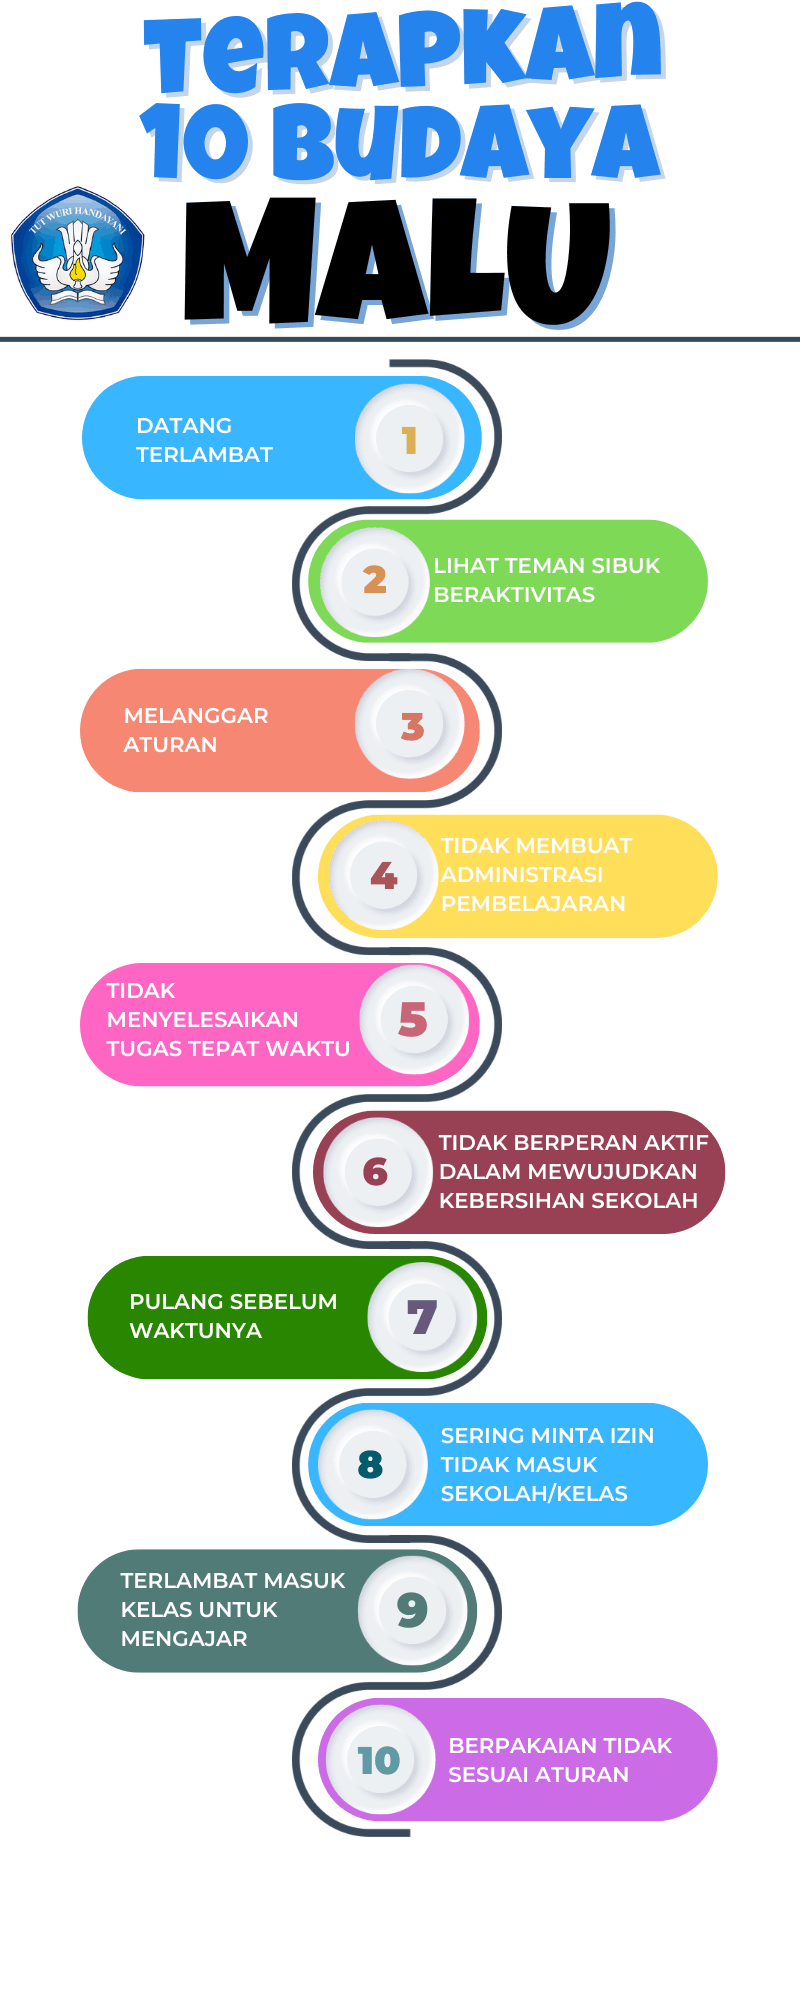 TERAPKAN
10 BUDAYA
MALU
TUT WURI HANDAYANI
DATANG
TERLAMBAT
1
2
LIHAT TEMAN SIBUK
BERAKTIVITAS
MELANGGAR
ATURAN
3
4
TIDAK MEMBUAT
ADMINISTRASI
PEMBELAJARAN
TIDAK
MENYELESAIKAN
TUGAS TEPAT WAKTU
5
6
TIDAK BERPERAN AKTIF
DALAM MEWUJUDKAN
KEBERSIHAN SEKOLAH
PULANG SEBELUM
WAKTUNYA
7
8
SERING MINTA IZIN
TIDAK MASUK
SEKOLAH/KELAS
TERLAMBAT MASUK
KELAS UNTUK
MENGAJAR
9
10
BERPAKAIAN TIDAK
SESUAI ATURAN